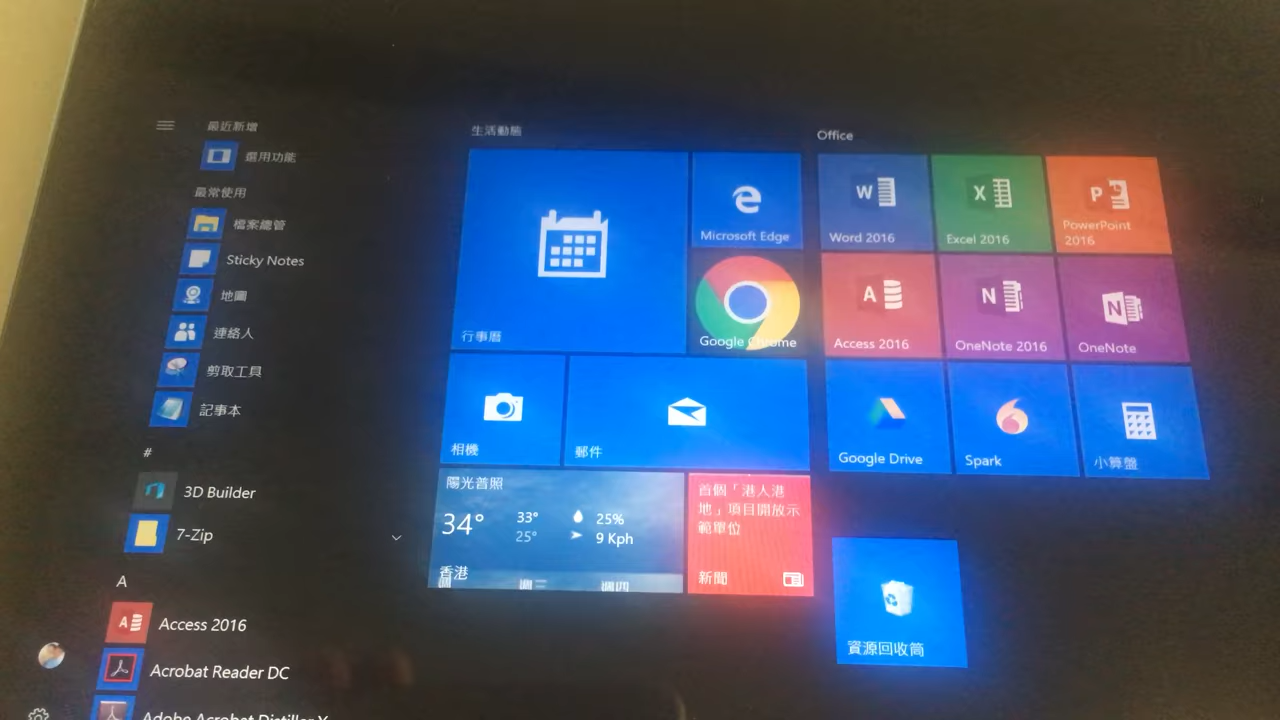 最近新增
選用功能
最常使用
檔案總管
Sticky Notes
地圖
連絡人
剪取工具
記事本
#
3D Builder
7-Zip
A
Access 2016
Acrobat Reader DC
Adobe Acrobat Distiller X
生活動態
行事曆
Microsoft Edge
Google Chrome
相機
郵件
陽光普照
34°
33°
25°
25%
9 Kph
香港
週三
週四
首個「港人港
地」項目開放示
範單位
新聞
Office
Word 2016
Excel 2016
PowerPoint
2016
Access 2016
OneNote 2016
OneNote
Google Drive
Spark
小算盤
資源回收筒